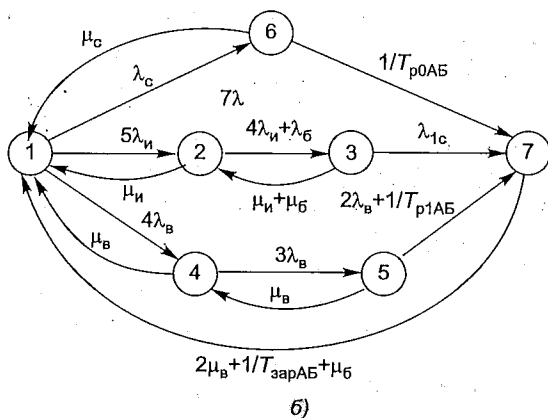 μс
6
1/Tр0АБ
λс
7λ
5λи
4λи+λб
λ1с
1
2
3
7
μи
μи+μб
2λв+1/Tр1АБ
4λв
μв
3λв
4
5
μв
2μв+1/TзарАБ+μб
б)